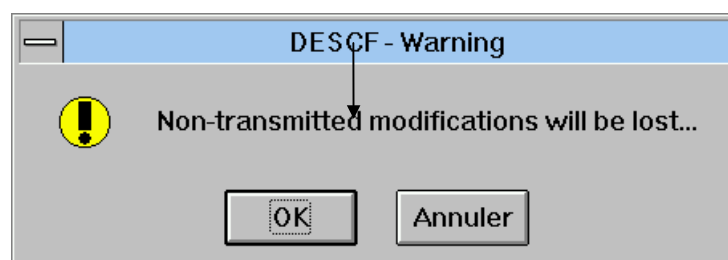 DESCF - Warning
Non-transmitted modifications will be lost...
OK
Annuler